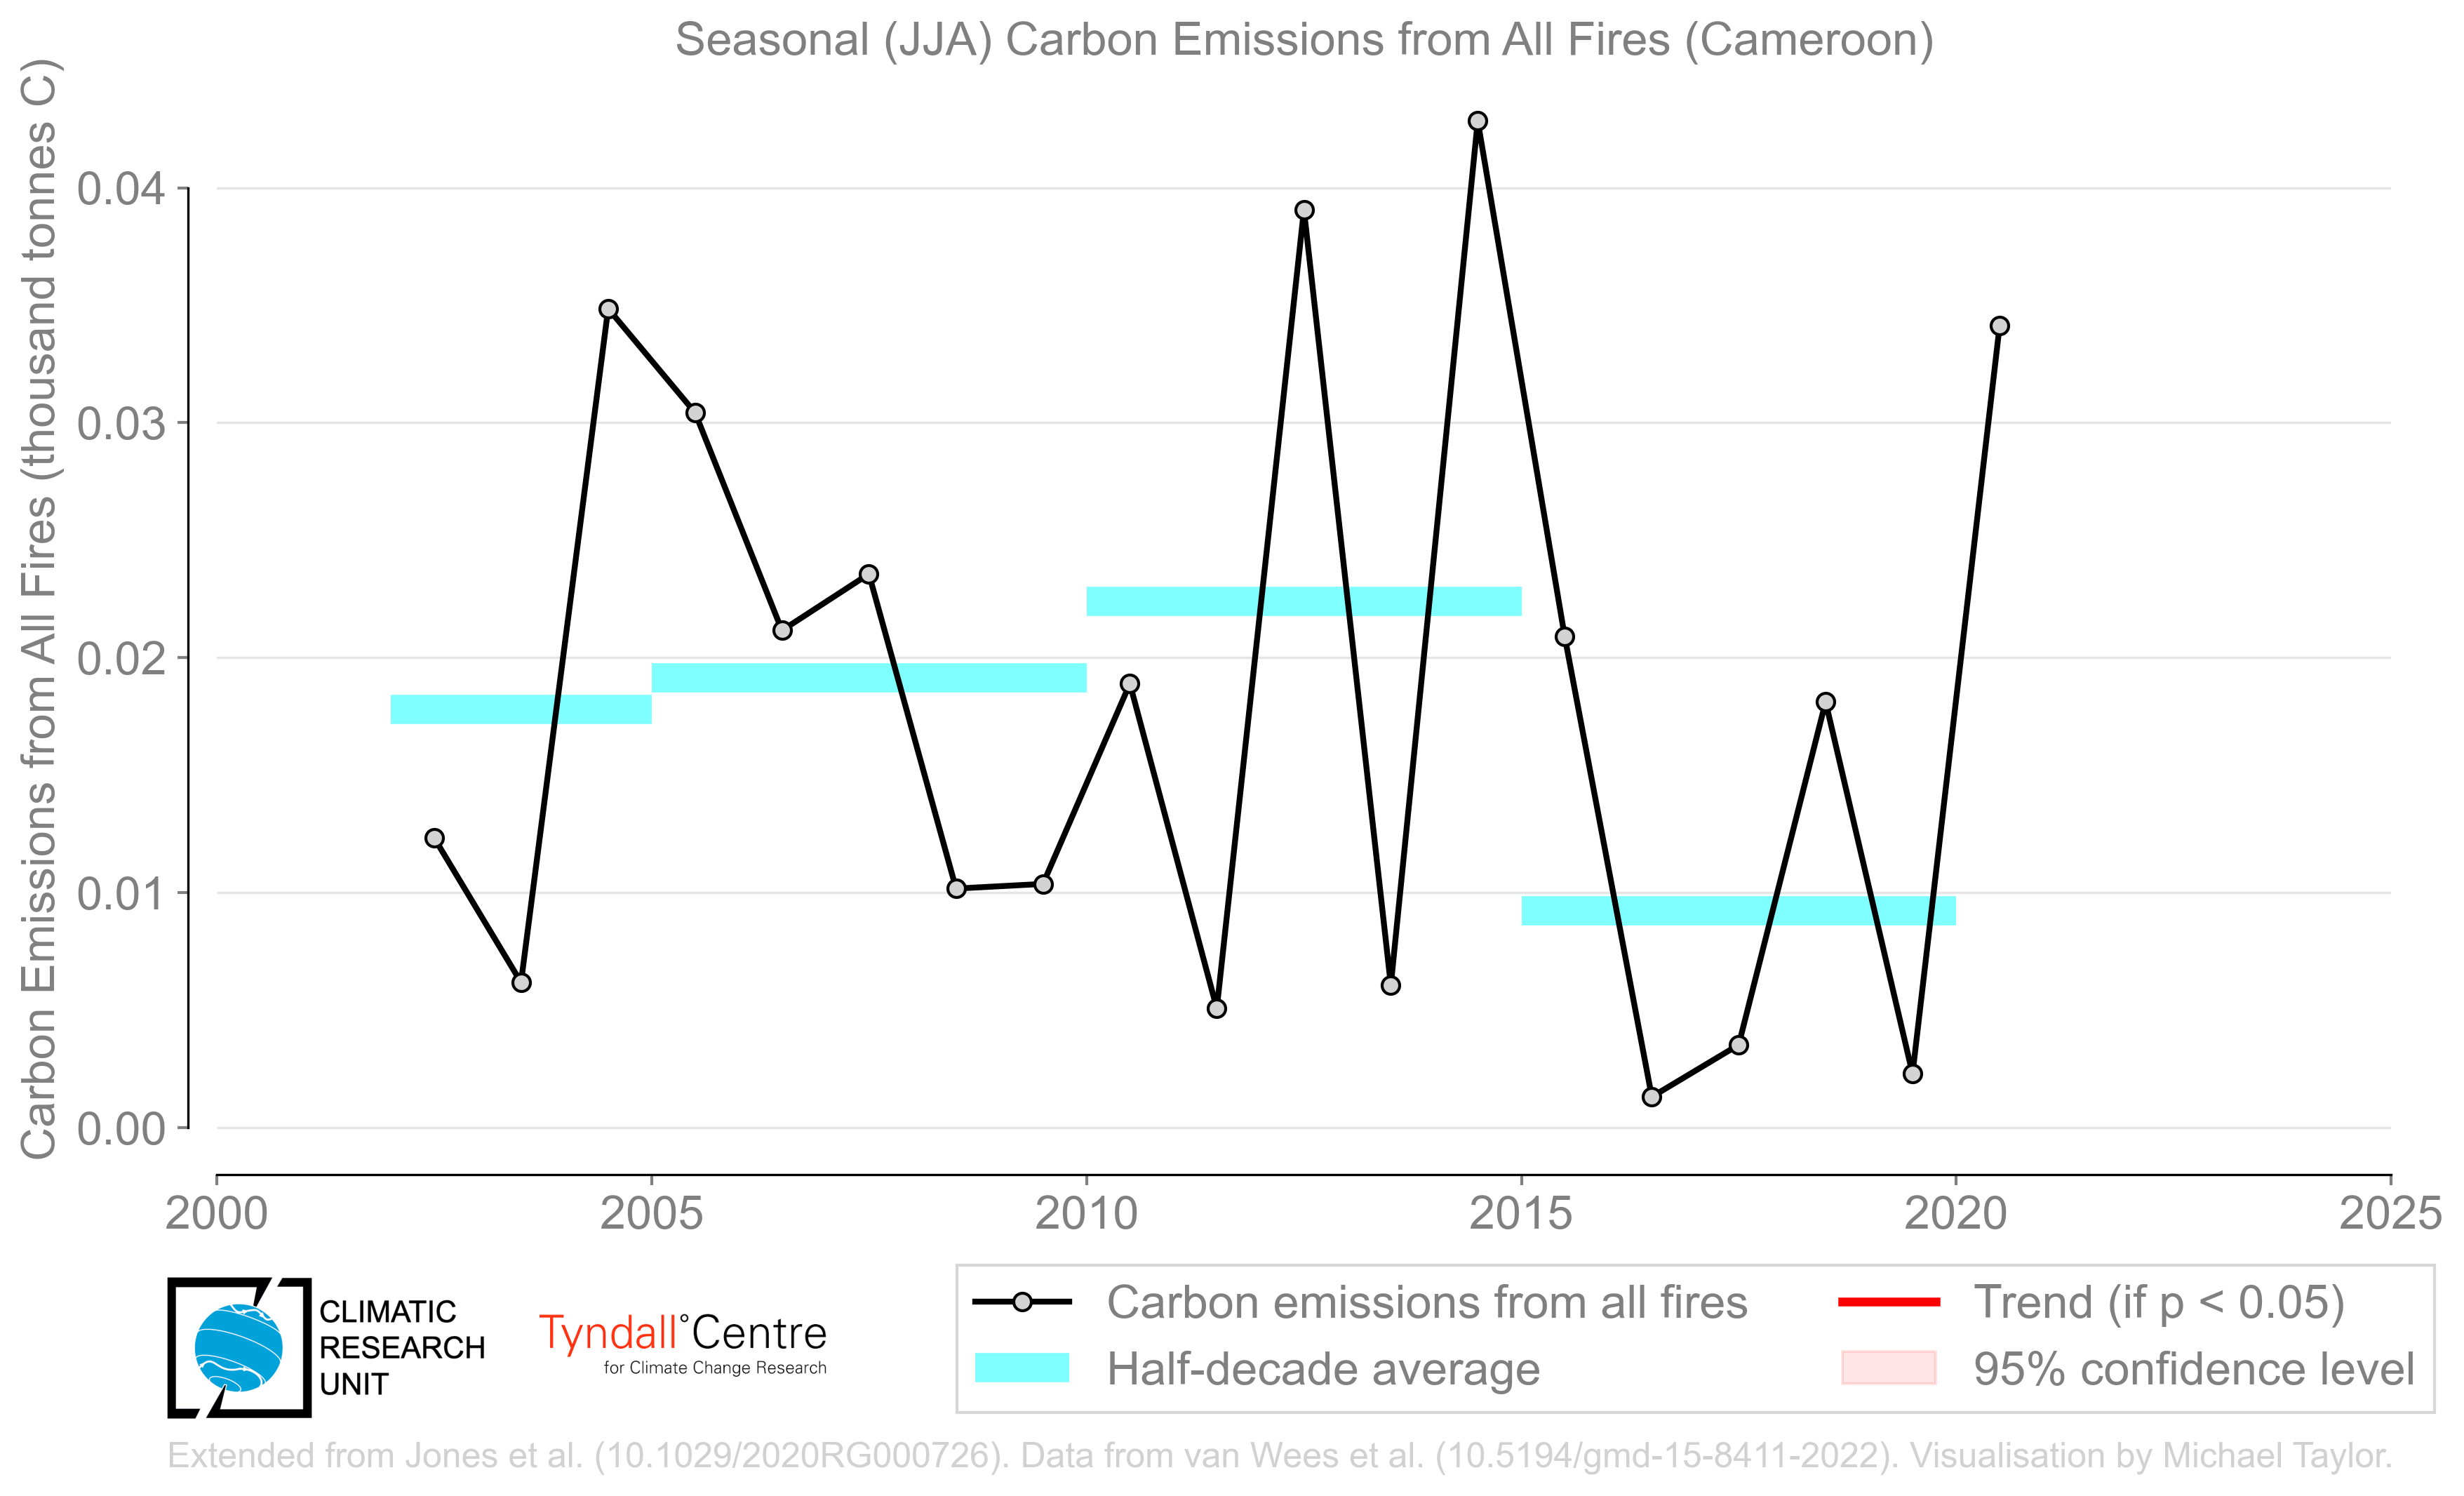 Seasonal (JJA) Carbon Emissions from All Fires (Cameroon)
Carbon Emissions from All Fires (thousand tonnes C)
0.04
0.03
0.02
0.01
0.00
2000
2005
2010
2015
2020
2025
CLIMATIC
RESEARCH
UNIT
Tyndall°Centre
for Climate Change Research
Carbon emissions from all fires
Half-decade average
Trend (if p < 0.05)
95% confidence level
Extended from Jones et al. (10.1029/2020RG000726). Data from van Wees et al. (10.5194/gmd-15-8411-2022). Visualisation by Michael Taylor.